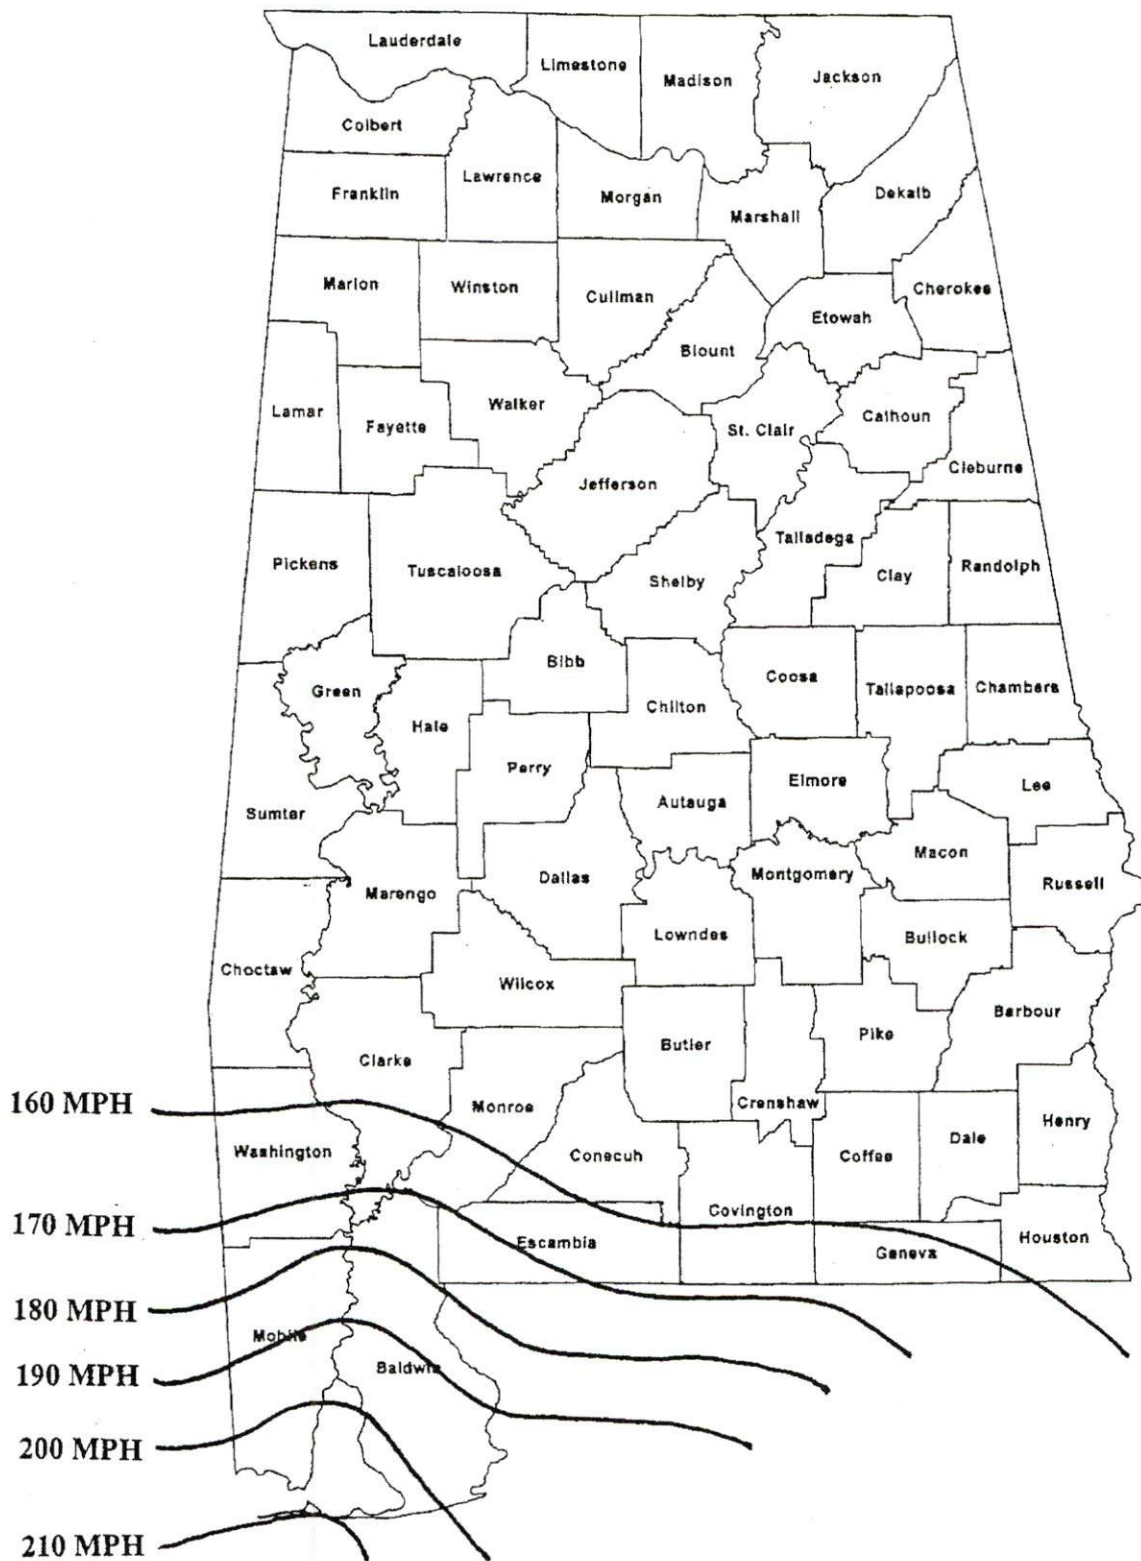 Lauderdale
Limestone
Madison
Jackson
Colbert
Lawrence
Franklin
Morgan
Marshall
Dekalb
Marion
Winston
Cullman
Cherokee
Etowah
Blount
Lamar
Fayette
Walker
St. Clair
Calhoun
Cleburne
Jefferson
Pickens
Tuscaloosa
Talladega
Shelby
Clay
Randolph
Bibb
Green
Coosa
Tallapoosa
Chambers
Hale
Chilton
Perry
Elmore
Lee
Sumter
Autauga
Macon
Marengo
Dallas
Montgomery
Russell
Lowndes
Bullock
Choctaw
Wilcox
Barbour
Clarke
Butler
Pike
160 MPH
Monroe
Crenshaw
Henry
Washington
Conecuh
Coffee
Dale
170 MPH
Covington
Escambia
Geneva
Houston
180 MPH
Mobile
Baldwin
190 MPH
200 MPH
210 MPH